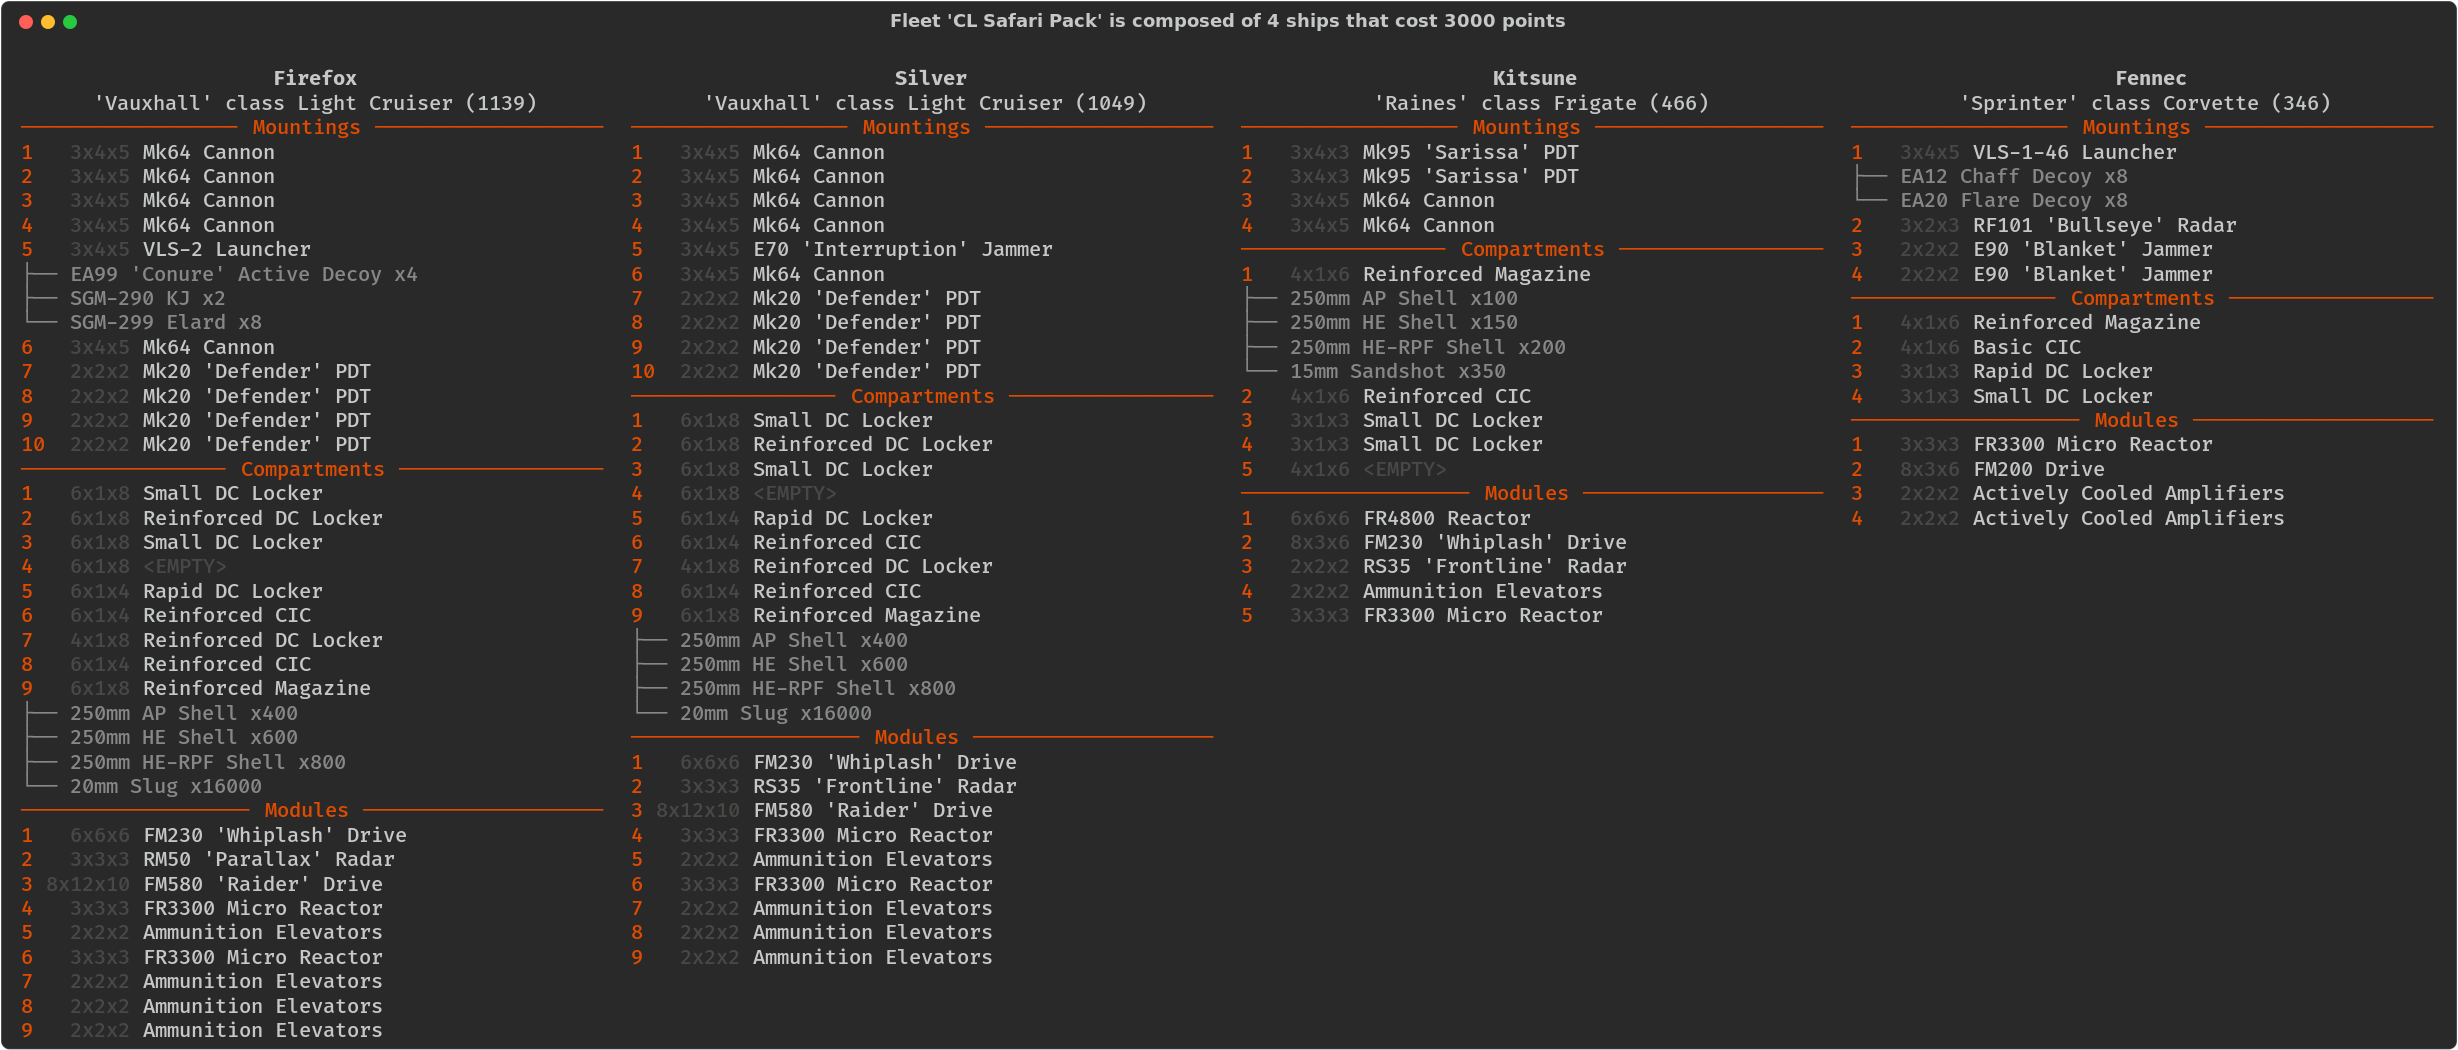 Fleet 'CL Safari Pack' is composed of 4 ships that cost 3000 points
Firefox
'Vauxhall' class Light Cruiser (1139)
Mountings
1 3x4x5 Mk64 Cannon
2 3x4x5 Mk64 Cannon
3 3x4x5 Mk64 Cannon
4 3x4x5 Mk64 Cannon
5 3x4x5 VLS-2 Launcher
EA99 'Conure' Active Decoy x4
SGM-290 KJ x2
SGM-299 Elard x8
6 3x4x5 Mk64 Cannon
7 2x2x2 Mk20 'Defender' PDT
8 2x2x2 Mk20 'Defender' PDT
9 2x2x2 Mk20 'Defender' PDT
10 2x2x2 Mk20 'Defender' PDT
Compartments
1 6x1x8 Small DC Locker
2 6x1x8 Reinforced DC Locker
3 6x1x8 Small DC Locker
4 6x1x8 <EMPTY>
5 6x1x4 Rapid DC Locker
6 6x1x4 Reinforced CIC
7 4x1x8 Reinforced DC Locker
8 6x1x4 Reinforced CIC
9 6x1x8 Reinforced Magazine
250mm AP Shell x400
250mm HE Shell x600
250mm HE-RPF Shell x800
20mm Slug x16000
Modules
1 6x6x6 FM230 'Whiplash' Drive
2 3x3x3 RM50 'Parallax' Radar
3 8x12x10 FM580 'Raider' Drive
4 3x3x3 FR3300 Micro Reactor
5 2x2x2 Ammunition Elevators
6 3x3x3 FR3300 Micro Reactor
7 2x2x2 Ammunition Elevators
8 2x2x2 Ammunition Elevators
9 2x2x2 Ammunition Elevators
Silver
'Vauxhall' class Light Cruiser (1049)
Mountings
1 3x4x5 Mk64 Cannon
2 3x4x5 Mk64 Cannon
3 3x4x5 Mk64 Cannon
4 3x4x5 Mk64 Cannon
5 3x4x5 E70 'Interruption' Jammer
6 3x4x5 Mk64 Cannon
7 2x2x2 Mk20 'Defender' PDT
8 2x2x2 Mk20 'Defender' PDT
9 2x2x2 Mk20 'Defender' PDT
10 2x2x2 Mk20 'Defender' PDT
Compartments
1 6x1x8 Small DC Locker
2 6x1x8 Reinforced DC Locker
3 6x1x8 Small DC Locker
4 6x1x8 <EMPTY>
5 6x1x4 Rapid DC Locker
6 6x1x4 Reinforced CIC
7 4x1x8 Reinforced DC Locker
8 6x1x4 Reinforced CIC
9 6x1x8 Reinforced Magazine
250mm AP Shell x400
250mm HE Shell x600
250mm HE-RPF Shell x800
20mm Slug x16000
Modules
1 6x6x6 FM230 'Whiplash' Drive
2 3x3x3 RS35 'Frontline' Radar
3 8x12x10 FM580 'Raider' Drive
4 3x3x3 FR3300 Micro Reactor
5 2x2x2 Ammunition Elevators
6 3x3x3 FR3300 Micro Reactor
7 2x2x2 Ammunition Elevators
8 2x2x2 Ammunition Elevators
9 2x2x2 Ammunition Elevators
Kitsune
'Raines' class Frigate (466)
Mountings
1 3x4x3 Mk95 'Sarissa' PDT
2 3x4x3 Mk95 'Sarissa' PDT
3 3x4x5 Mk64 Cannon
4 3x4x5 Mk64 Cannon
Compartments
1 4x1x6 Reinforced Magazine
250mm AP Shell x100
250mm HE Shell x150
250mm HE-RPF Shell x200
15mm Sandshot x350
2 4x1x6 Reinforced CIC
3 3x1x3 Small DC Locker
4 3x1x3 Small DC Locker
5 4x1x6 <EMPTY>
Modules
1 6x6x6 FR4800 Reactor
2 8x3x6 FM230 'Whiplash' Drive
3 2x2x2 RS35 'Frontline' Radar
4 2x2x2 Ammunition Elevators
5 3x3x3 FR3300 Micro Reactor
Fennec
'Sprinter' class Corvette (346)
Mountings
1 3x4x5 VLS-1-46 Launcher
EA12 Chaff Decoy x8
EA20 Flare Decoy x8
2 3x2x3 RF101 'Bullseye' Radar
3 2x2x2 E90 'Blanket' Jammer
4 2x2x2 E90 'Blanket' Jammer
Compartments
1 4x1x6 Reinforced Magazine
2 4x1x6 Basic CIC
3 3x1x3 Rapid DC Locker
4 3x1x3 Small DC Locker
Modules
1 3x3x3 FR3300 Micro Reactor
2 8x3x6 FM200 Drive
3 2x2x2 Actively Cooled Amplifiers
4 2x2x2 Actively Cooled Amplifiers